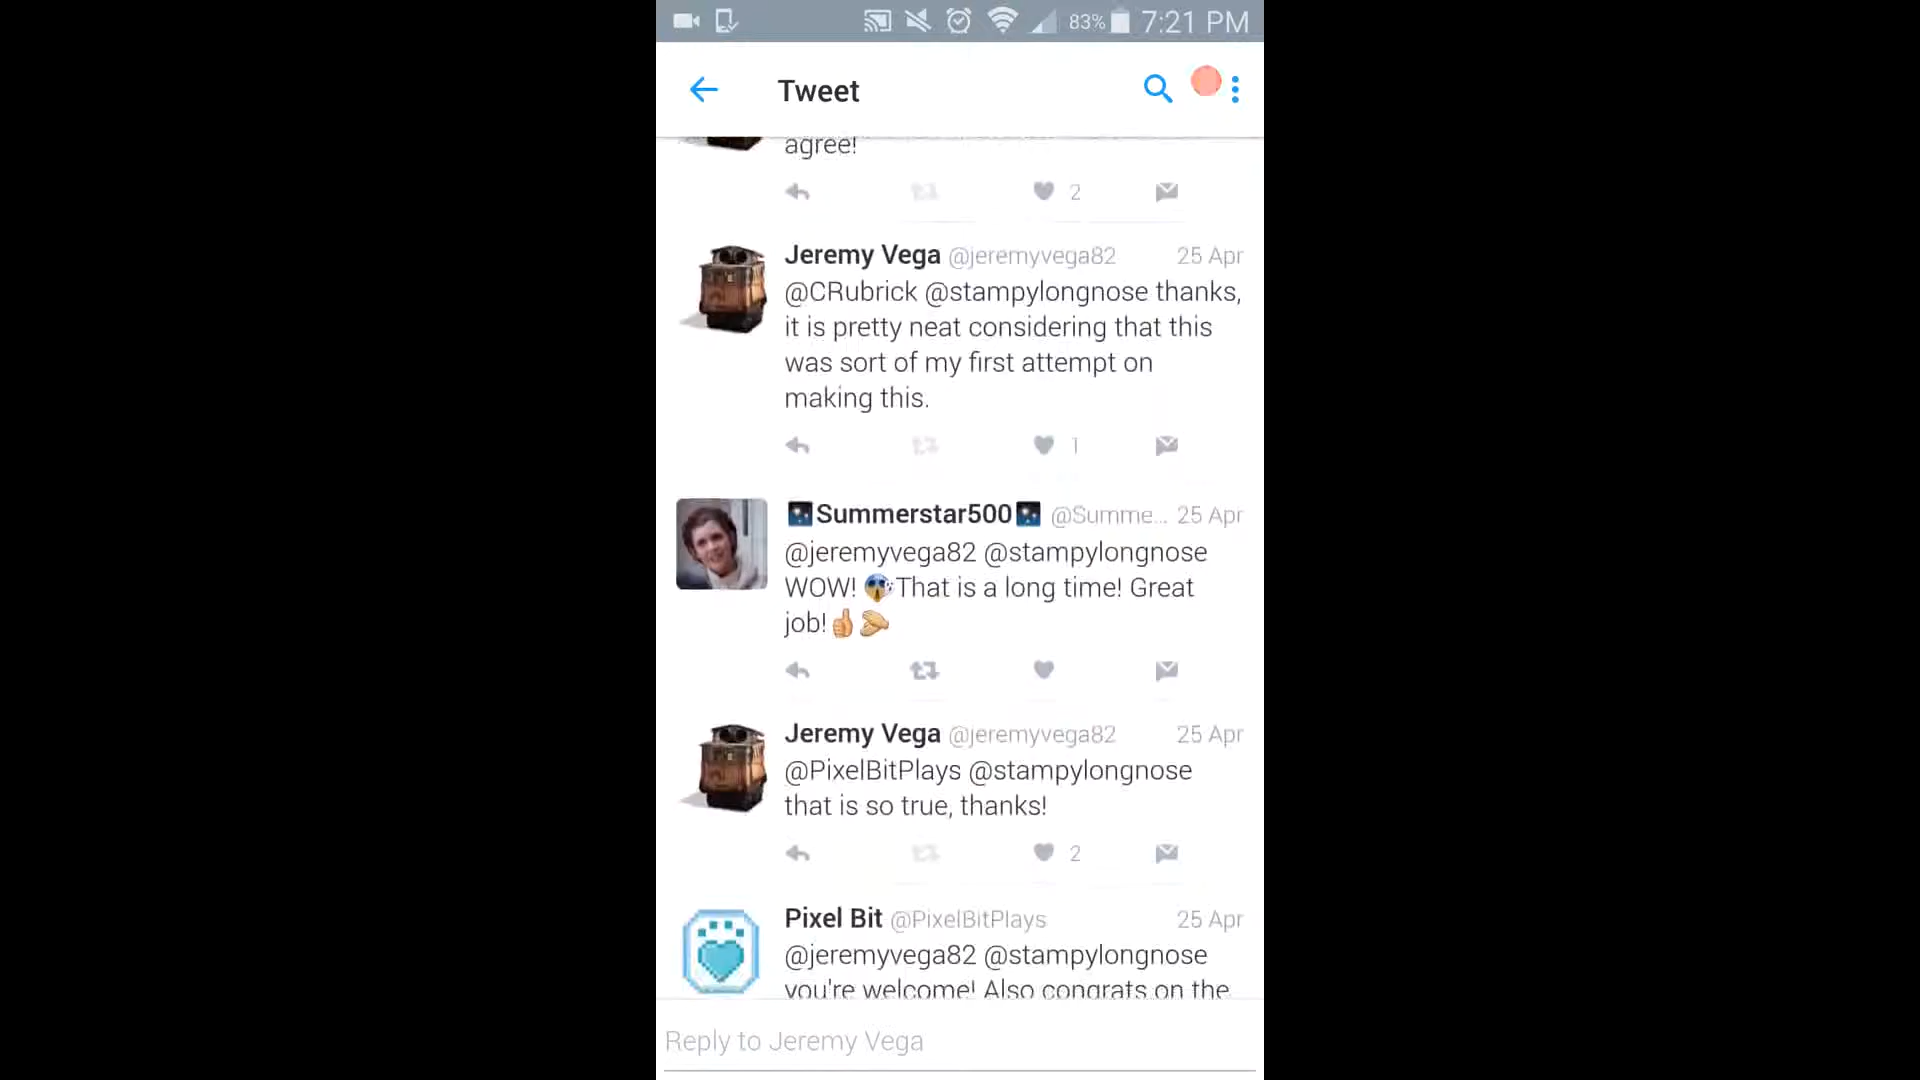 83% 7:21 PM
Tweet
agree!
2
Jeremy Vega @jeremyvega82 25 Apr
@CRubrick @stampylongnose thanks,
it is pretty neat considering that this
was sort of my first attempt on
making this.
1
Summerstar500 @Summe... 25 Apr
@jeremyvega82 @stampylongnose
WOW! 😱That is a long time! Great
job!👍👏
Jeremy Vega @jeremyvega82 25 Apr
@PixelBitPlays @stampylongnose
that is so true, thanks!
2
Pixel Bit @PixelBitPlays 25 Apr
@jeremyvega82 @stampylongnose
you're welcome! Also congrats on the
Reply to Jeremy Vega